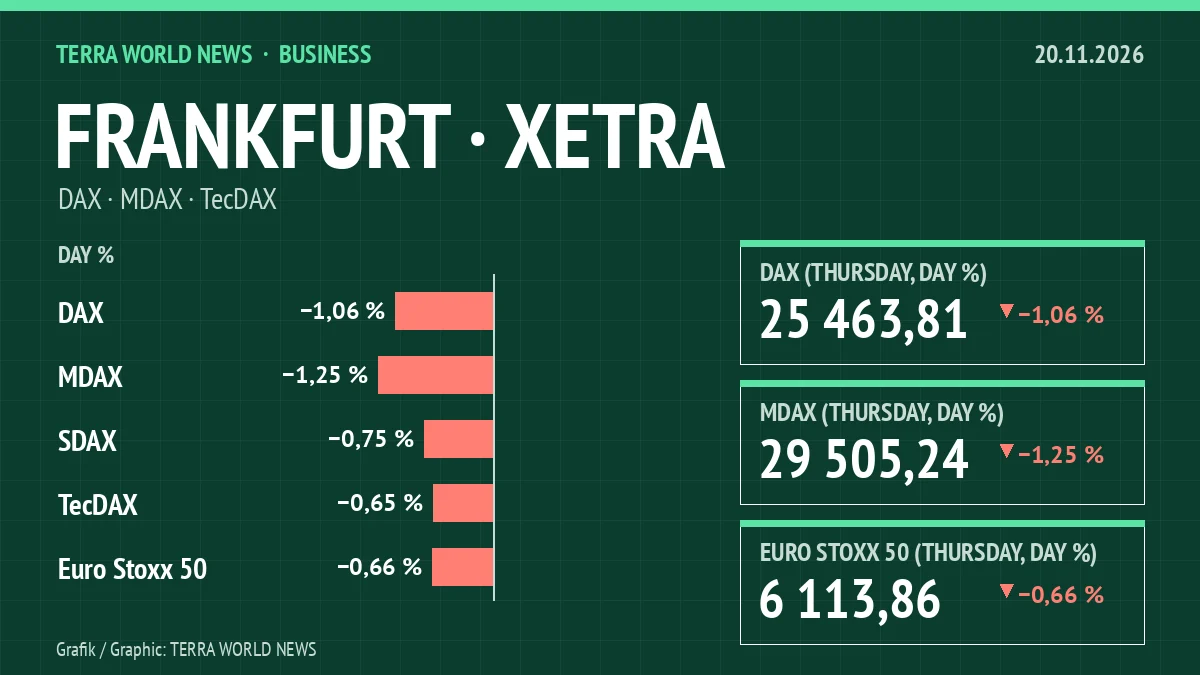 TERRA WORLD NEWS · BUSINESS
20.11.2026
FRANKFURT · XETRA
DAX · MDAX · TecDAX
DAY %
DAX −1,06 %
MDAX −1,25 %
SDAX −0,75 %
TecDAX −0,65 %
Euro Stoxx 50 −0,66 %
DAX (THURSDAY, DAY %)
25 463,81 ▼−1,06 %
MDAX (THURSDAY, DAY %)
29 505,24 ▼−1,25 %
EURO STOXX 50 (THURSDAY, DAY %)
6 113,86 ▼−0,66 %
Grafik / Graphic: TERRA WORLD NEWS